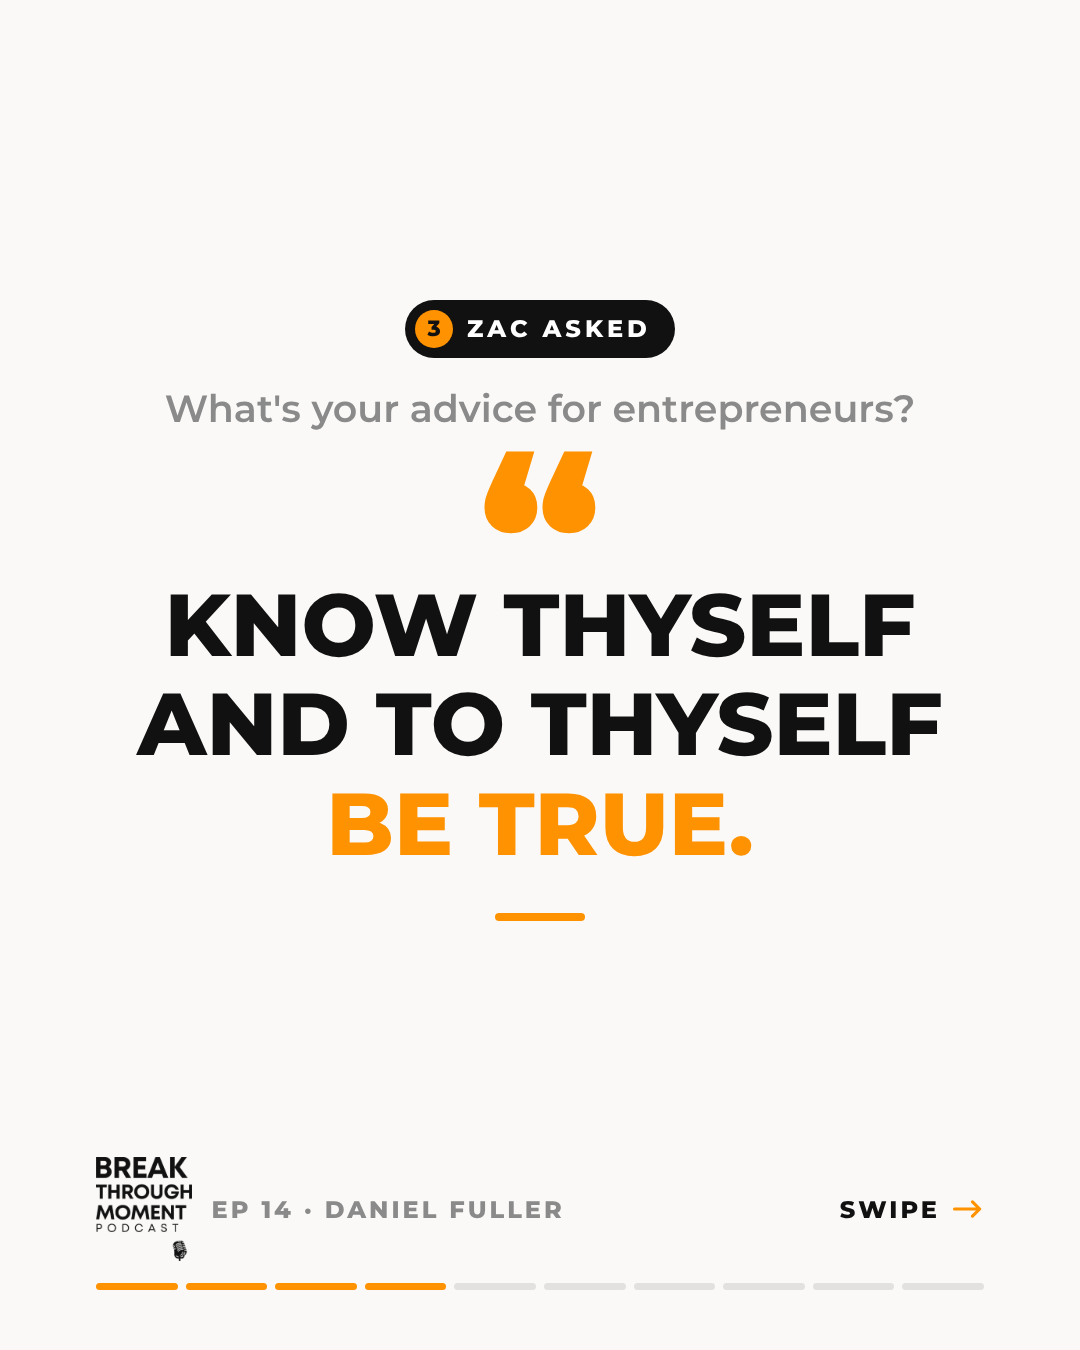 3 ZAC ASKED
What's your advice for entrepreneurs?
“
KNOW THYSELF
AND TO THYSELF
BE TRUE.
BREAK
THROUGH
MOMENT
PODCAST
EP 14 • DANIEL FULLER
SWIPE →